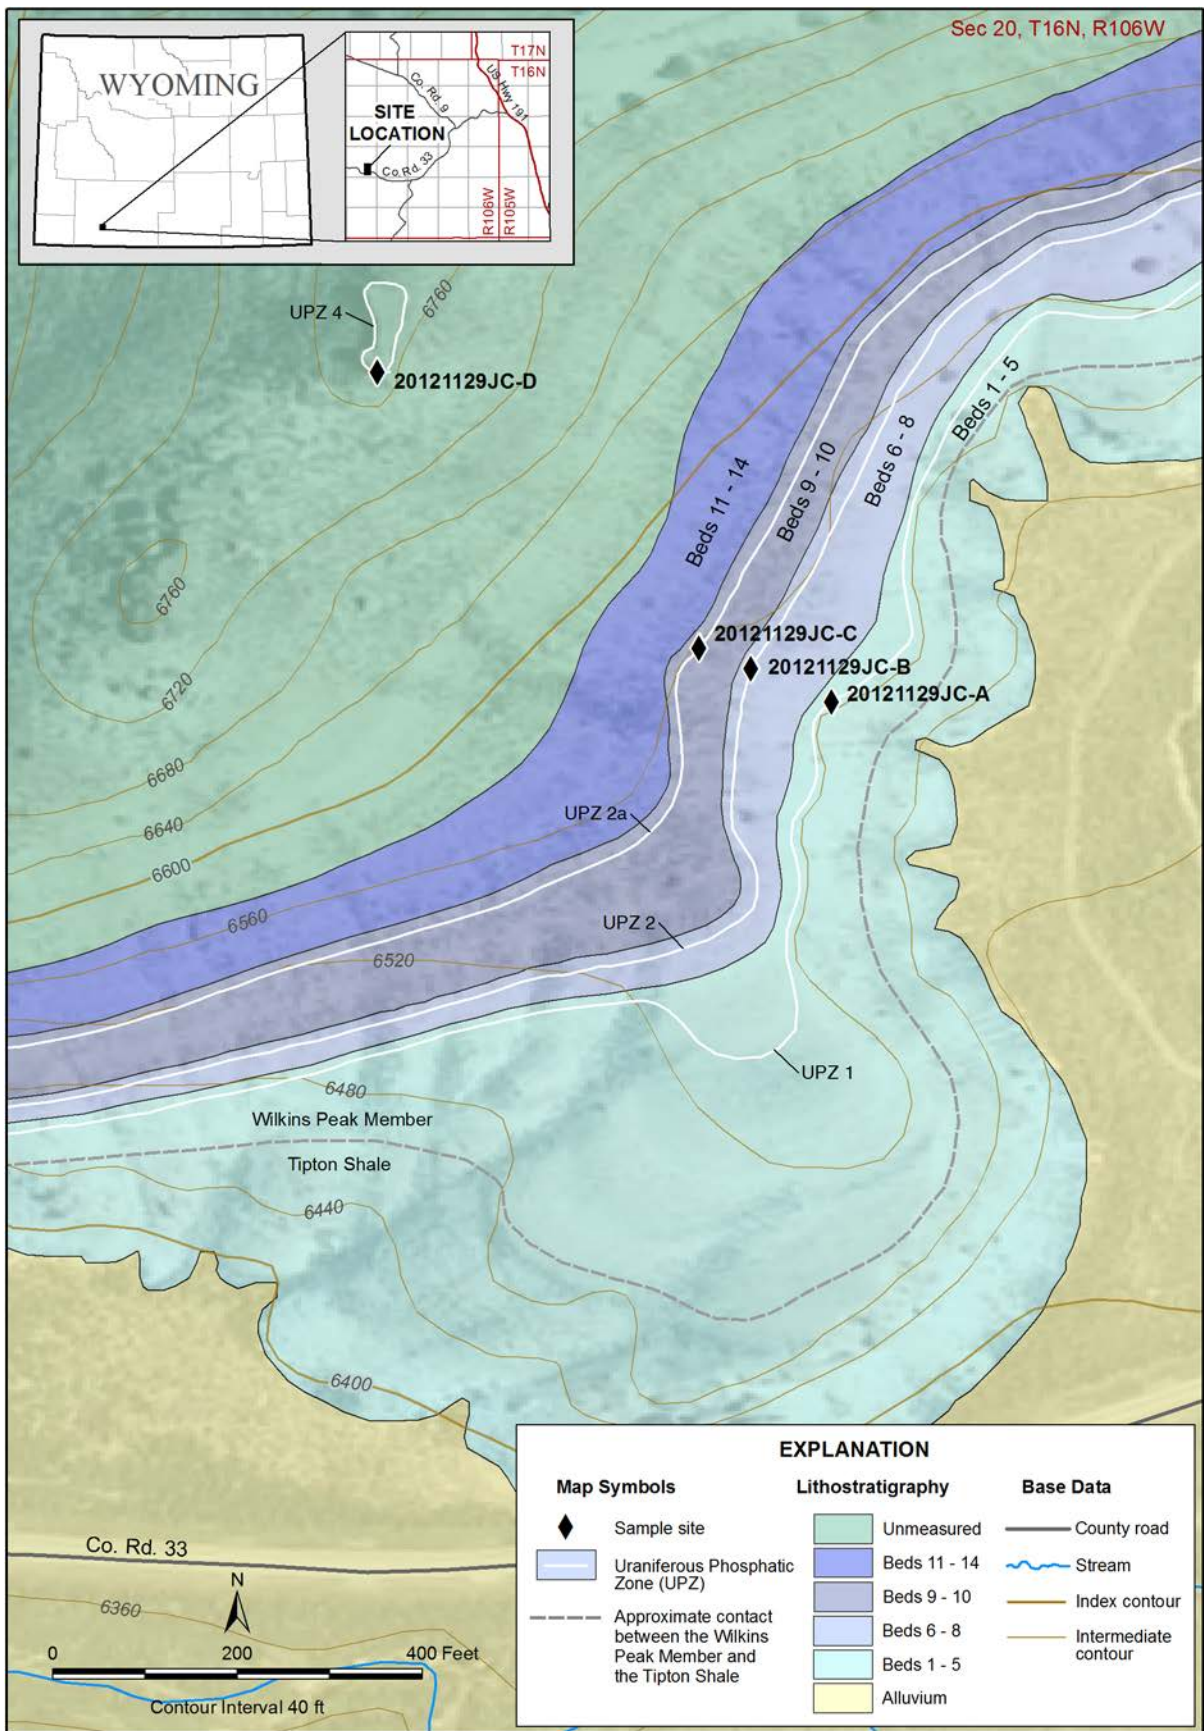 Sec 20, T16N, R106W
WYOMING
T17N
T16N
Co. Rd. 9
US Hwy 191
SITE
LOCATION
Co. Rd. 33
R106W
R105W
UPZ 4
6760
20121129JC-D
Beds 1 - 5
Beds 6 - 8
Beds 9 - 10
Beds 11 - 14
6760
6720
20121129JC-C
20121129JC-B
20121129JC-A
6680
6640
6600
UPZ 2a
6560
UPZ 2
6520
UPZ 1
6480
Wilkins Peak Member
Tipton Shale
6440
6400
Co. Rd. 33
N
6360
0 200 400 Feet
Contour Interval 40 ft
EXPLANATION
Map Symbols
Sample site
Uraniferous Phosphatic
Zone (UPZ)
Approximate contact
between the Wilkins
Peak Member and
the Tipton Shale
Lithostratigraphy
Unmeasured
Beds 11 - 14
Beds 9 - 10
Beds 6 - 8
Beds 1 - 5
Alluvium
Base Data
County road
Stream
Index contour
Intermediate
contour